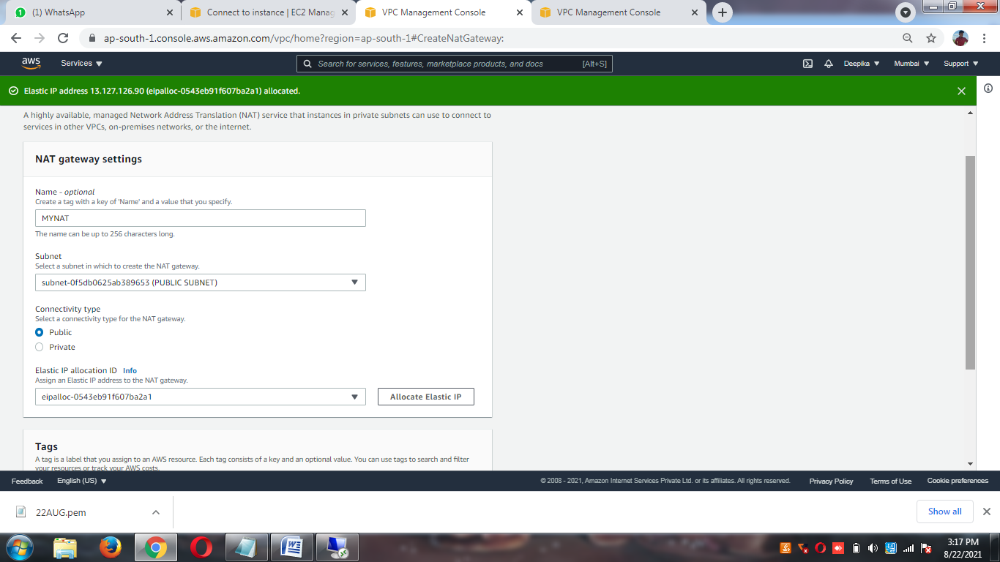 (1) WhatsApp
Connect to instance | EC2 Manag
VPC Management Console
VPC Management Console
ap-south-1.console.aws.amazon.com/vpc/home?region=ap-south-1#CreateNatGateway:
aws
Services
Search for services, features, marketplace products, and docs
[Alt+S]
Deepika
Mumbai
Support
Elastic IP address 13.127.126.90 (eipalloc-0543eb91f607ba2a1) allocated.
A highly available, managed Network Address Translation (NAT) service that instances in private subnets can use to connect to
services in other VPCs, on-premises networks, or the internet.
NAT gateway settings
Name - optional
Create a tag with a key of 'Name' and a value that you specify.
MYNAT
The name can be up to 256 characters long.
Subnet
Select a subnet in which to create the NAT gateway.
subnet-0f5db0625ab389653 (PUBLIC SUBNET)
Connectivity type
Select a connectivity type for the NAT gateway.
Public
Private
Elastic IP allocation ID Info
Assign an Elastic IP address to the NAT gateway.
eipalloc-0543eb91f607ba2a1
Allocate Elastic IP
Tags
A tag is a label that you assign to an AWS resource. Each tag consists of a key and an optional value. You can use tags to search and filter
your resources or track your AWS costs.
Feedback
English (US)
© 2008 - 2021, Amazon Internet Services Private Ltd. or its affiliates. All rights reserved.
Privacy Policy
Terms of Use
Cookie preferences
22AUG.pem
Show all
3:17 PM
8/22/2021